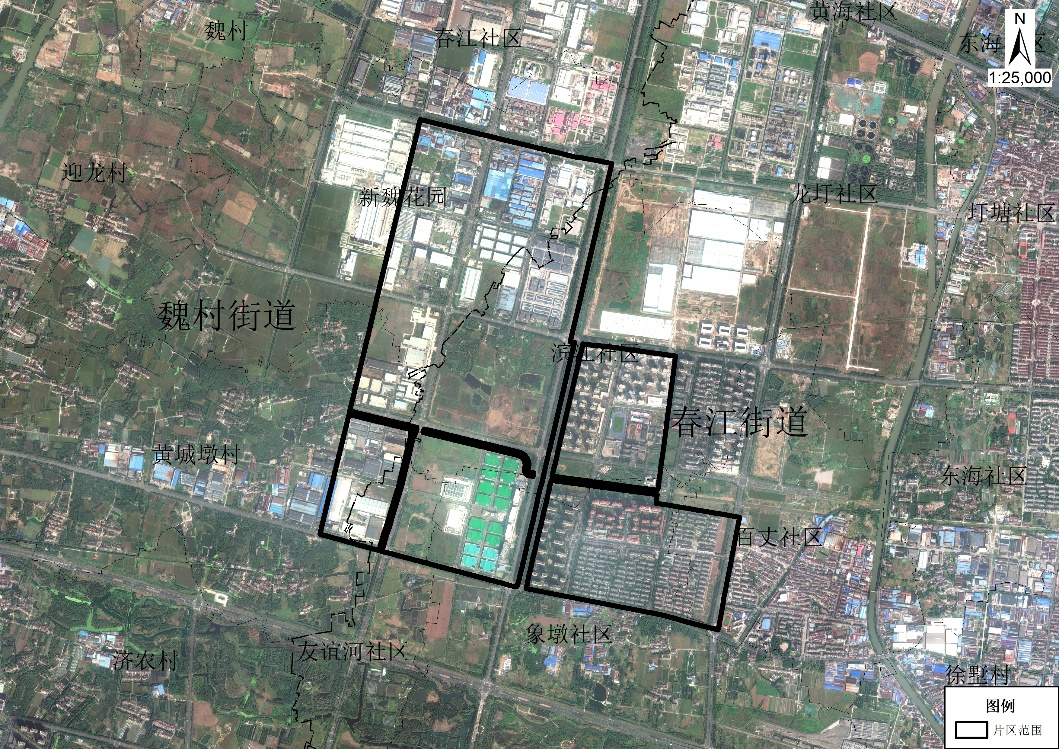 魏村
春江社区
黄海社区
东海社区
N
1:25,000
迎龙村
新魏花园
龙圩社区
圩塘社区
魏村街道
滨江社区
春江街道
黄城墩村
东海社区
百丈社区
象墩社区
友谊河社区
济农村
徐墅村
图例
片区范围